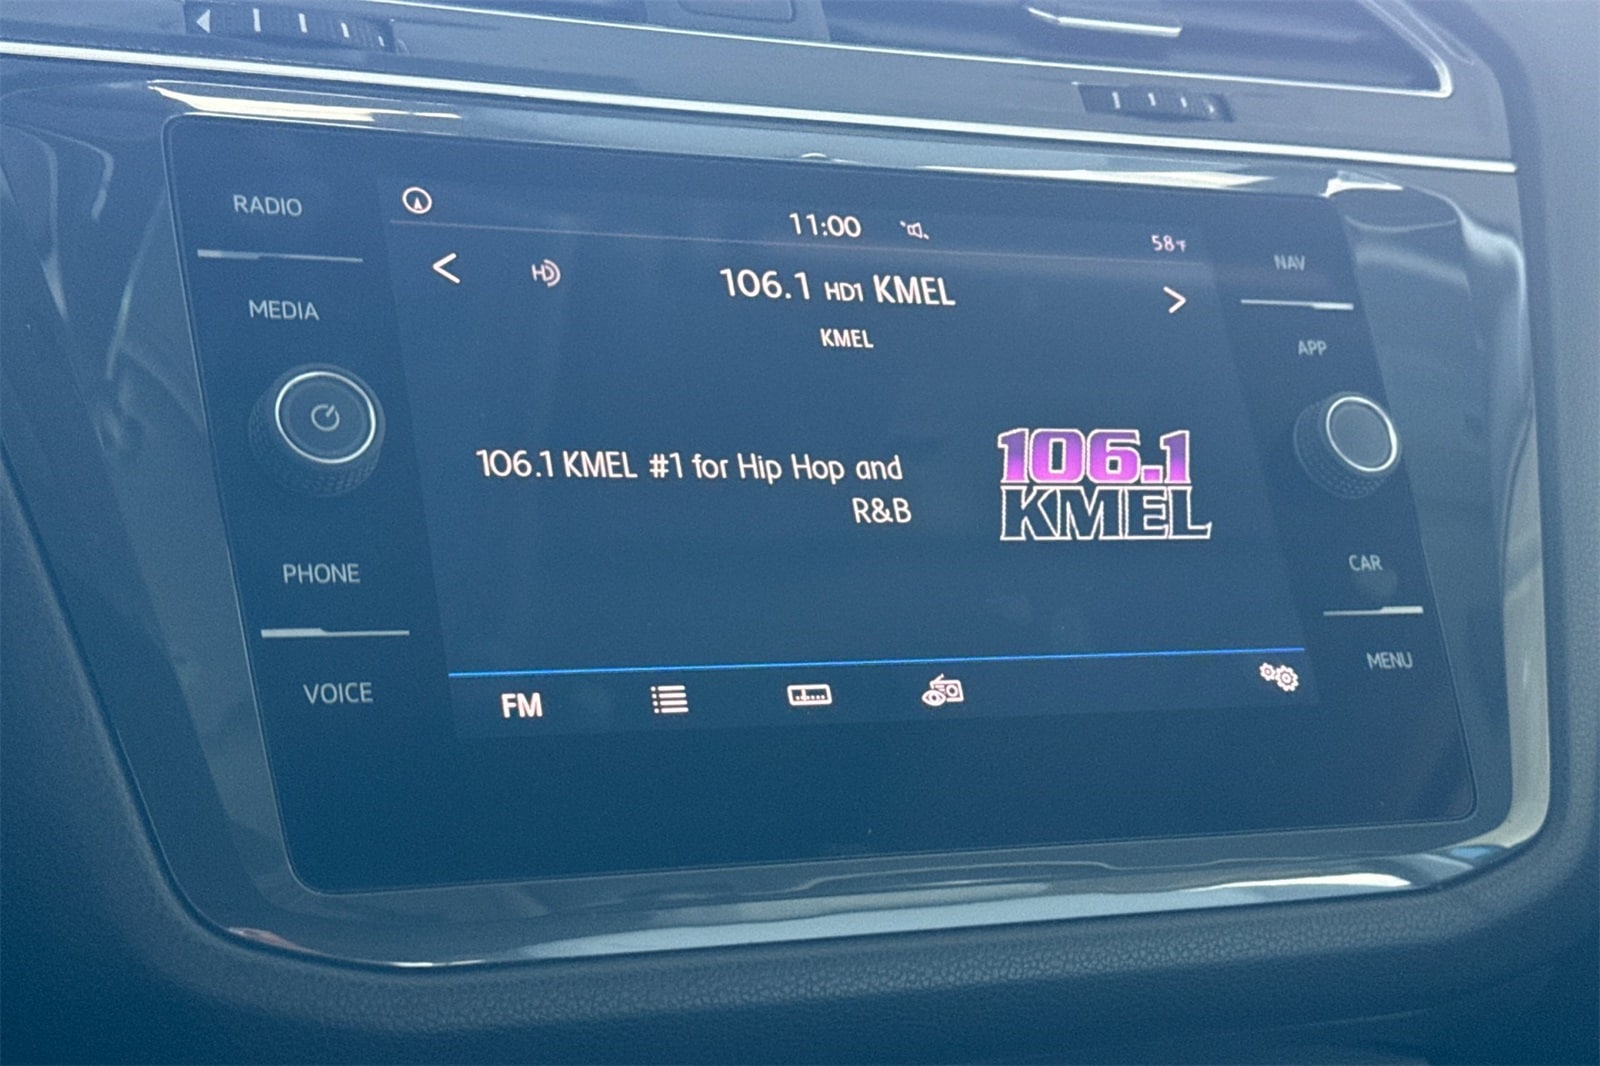 RADIO
MEDIA
PHONE
VOICE
11:00
58°F
HD
106.1 HD1 KMEL
KMEL
106.1 KMEL #1 for Hip Hop and
R&B
106.1
KMEL
FM
NAV
APP
CAR
MENU